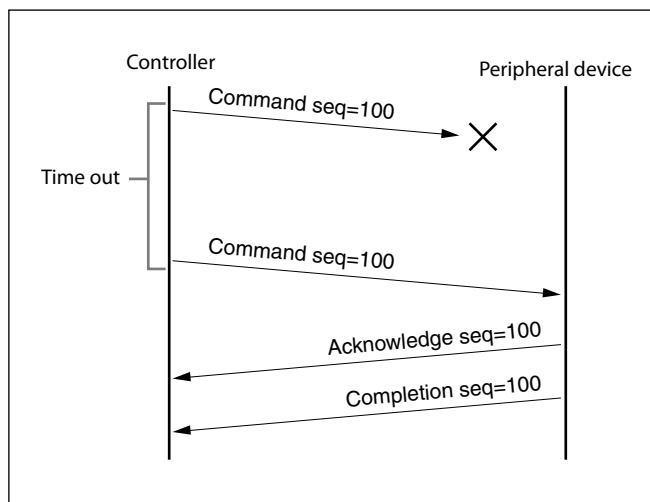 Controller
Peripheral device
Command seq=100
Time out
Command seq=100
Acknowledge seq=100
Completion seq=100